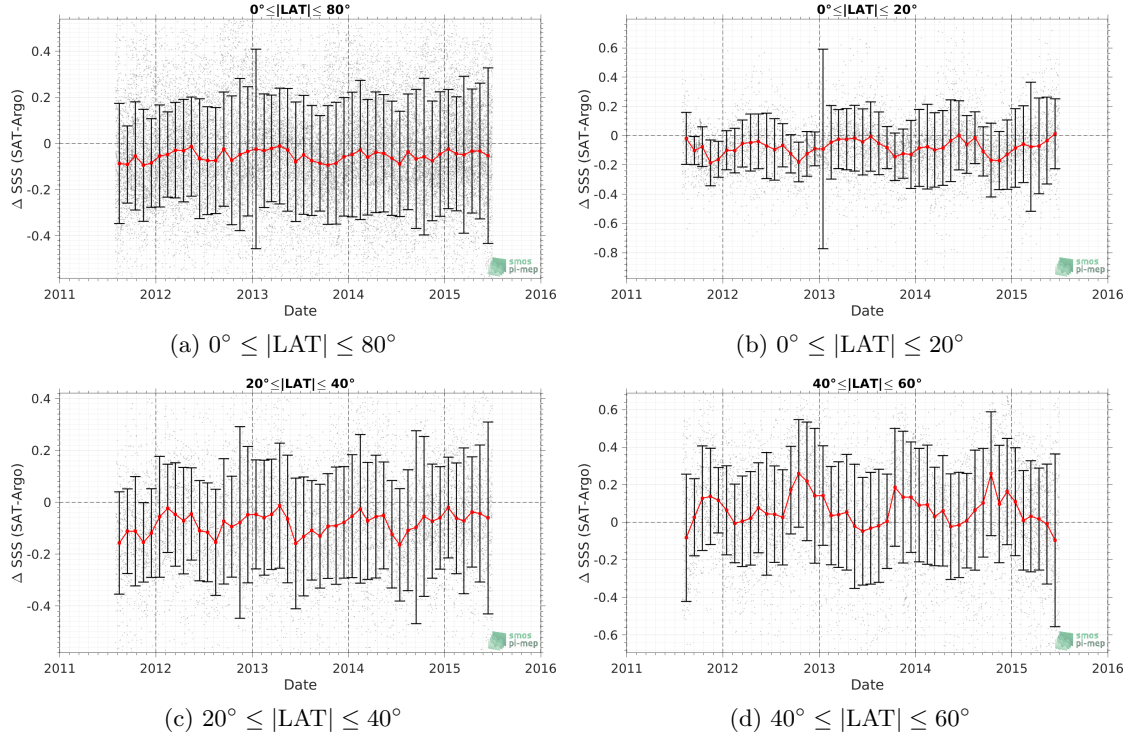 0°≤|LAT|≤ 80°
Δ SSS (SAT-Argo)
0.4
0.2
0
-0.2
-0.4
2011 2012 2013 2014 2015 2016
Date
smos
pi-mep
(a) 0° ≤ |LAT| ≤ 80°
0°≤|LAT|≤ 20°
Δ SSS (SAT-Argo)
0.6
0.4
0.2
0
-0.2
-0.4
-0.6
-0.8
2011 2012 2013 2014 2015 2016
Date
smos
pi-mep
(b) 0° ≤ |LAT| ≤ 20°
20°≤|LAT|≤ 40°
Δ SSS (SAT-Argo)
0.4
0.2
0
-0.2
-0.4
2011 2012 2013 2014 2015 2016
Date
smos
pi-mep
(c) 20° ≤ |LAT| ≤ 40°
40°≤|LAT|≤ 60°
Δ SSS (SAT-Argo)
0.6
0.4
0.2
0
-0.2
-0.4
-0.6
2011 2012 2013 2014 2015 2016
Date
smos
pi-mep
(d) 40° ≤ |LAT| ≤ 60°